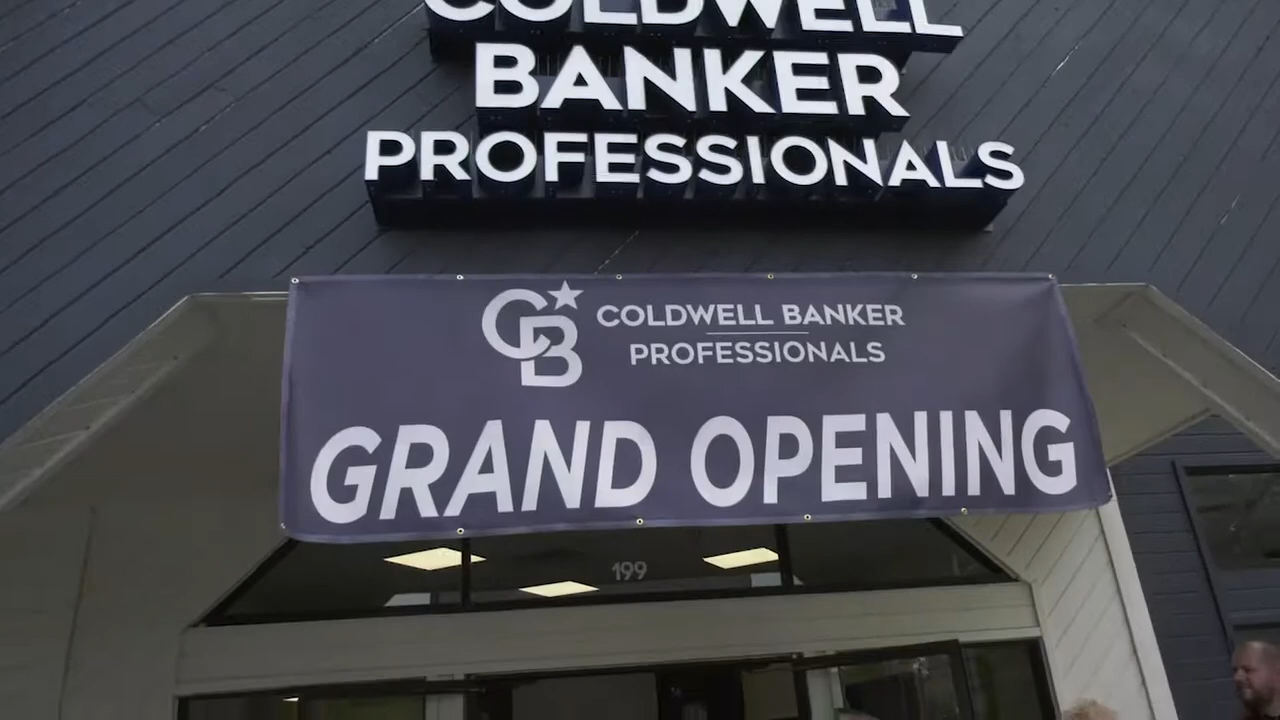 COLDWELL
BANKER
PROFESSIONALS
CB
COLDWELL BANKER
PROFESSIONALS
GRAND OPENING
199